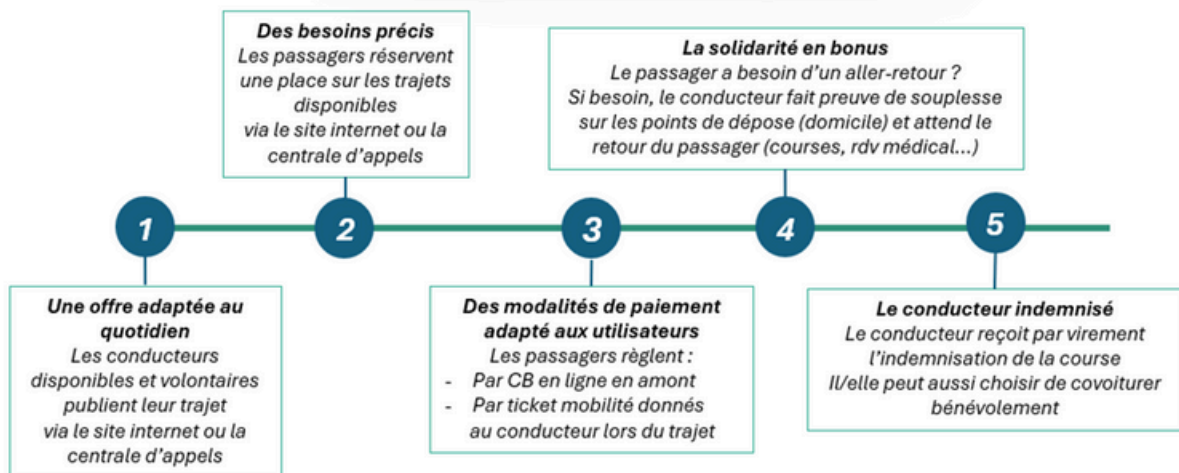 1
Une offre adaptée au
quotidien
Les conducteurs
disponibles et volontaires
publient leur trajet
via le site internet ou la
centrale d'appels
2
Des besoins précis
Les passagers réservent
une place sur les trajets
disponibles
via le site internet ou la
centrale d'appels
3
Des modalités de paiement
adapté aux utilisateurs
Les passagers règlent :
- Par CB en ligne en amont
- Par ticket mobilité donnés
au conducteur lors du trajet
4
La solidarité en bonus
Le passager a besoin d'un aller-retour ?
Si besoin, le conducteur fait preuve de souplesse
sur les points de dépose (domicile) et attend le
retour du passager (courses, rdv médical...)
5
Le conducteur indemnisé
Le conducteur reçoit par virement
l'indemnisation de la course
Il/elle peut aussi choisir de covoiturer
bénévolement